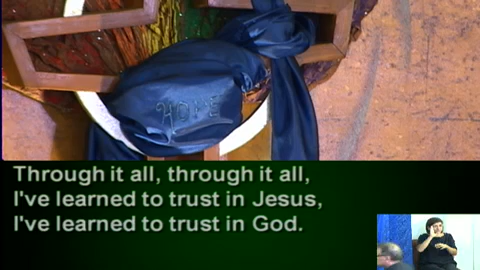 HOPE
Through it all, through it all,
I've learned to trust in Jesus,
I've learned to trust in God.